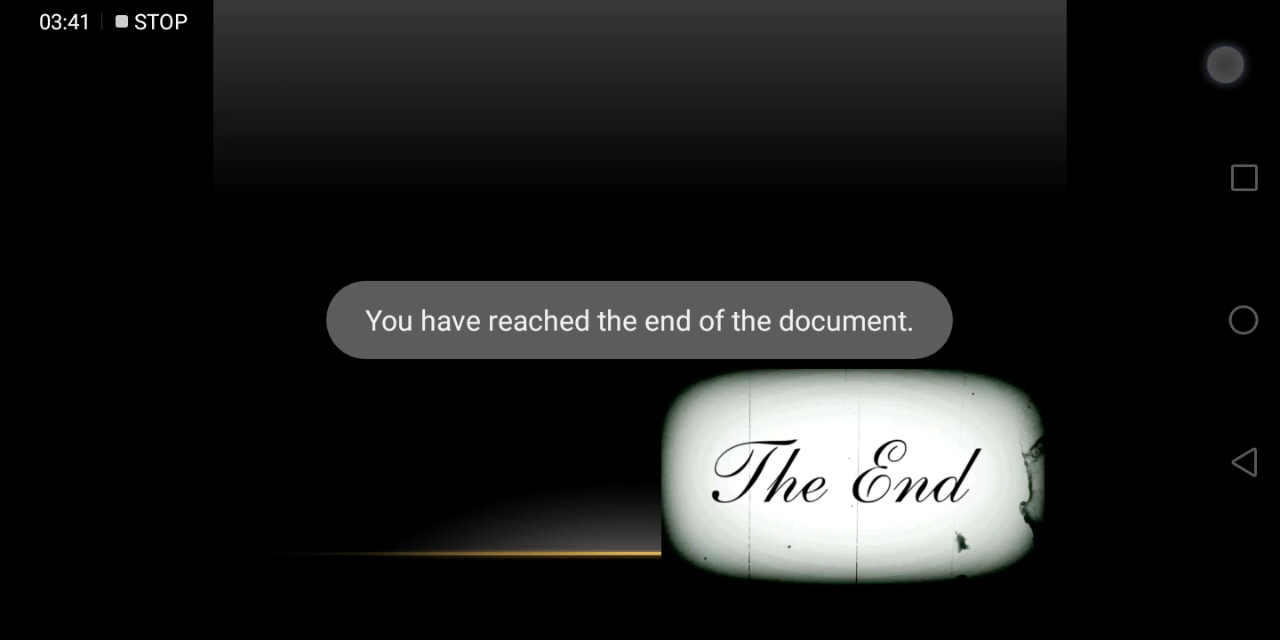 03:41 STOP
You have reached the end of the document.
The End